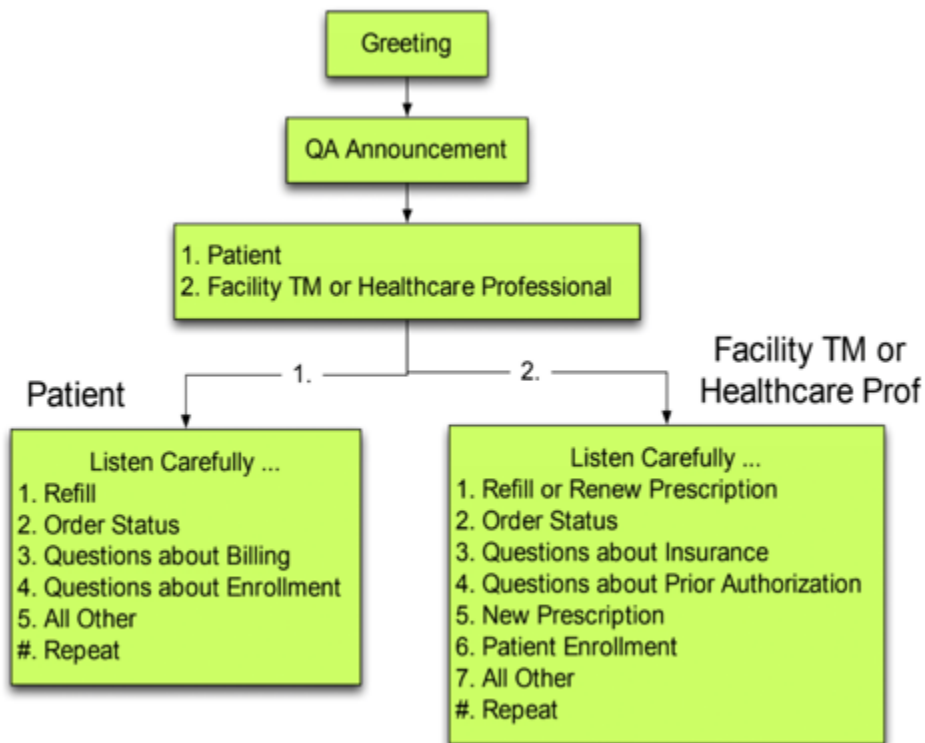 Greeting
QA Announcement
1. Patient
2. Facility TM or Healthcare Professional
1.
2.
Patient
Facility TM or
Healthcare Prof
Listen Carefully ...
1. Refill
2. Order Status
3. Questions about Billing
4. Questions about Enrollment
5. All Other
#. Repeat
Listen Carefully ...
1. Refill or Renew Prescription
2. Order Status
3. Questions about Insurance
4. Questions about Prior Authorization
5. New Prescription
6. Patient Enrollment
7. All Other
#. Repeat